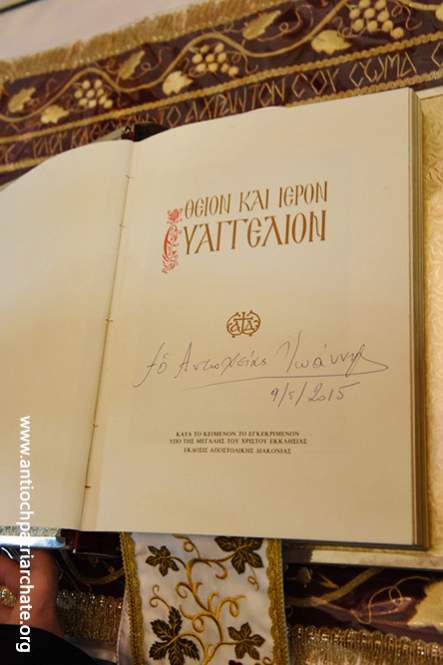 ΑΧΡΑΝΤΟΝ ΣΟΥ ΣΩΜΑ
ΘΕΙΟΝ ΚΑΙ ΙΕΡΟΝ
ΕΥΑΓΓΕΛΙΟΝ
Ὁ Ἀντιοχείας Ἰωάννης
9/5/2015
ΚΑΤΑ ΤΟ ΚΕΙΜΕΝΟΝ ΤΟ ΕΓΚΕΚΡΙΜΕΝΟΝ
ΥΠΟ ΤΗΣ ΜΕΓΑΛΗΣ ΤΟΥ ΧΡΙΣΤΟΥ ΕΚΚΛΗΣΙΑΣ
ΕΚΔΟΣΙΣ ΑΠΟΣΤΟΛΙΚΗΣ ΔΙΑΚΟΝΙΑΣ
www.antiochpatriarchate.org